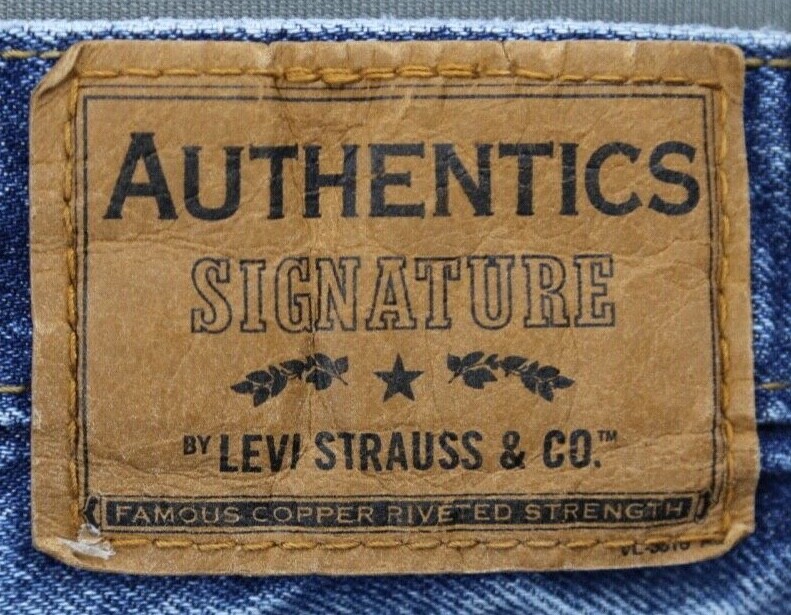 AUTHENTICS
SIGNATURE
BY LEVI STRAUSS & CO.™
FAMOUS COPPER RIVETED STRENGTH